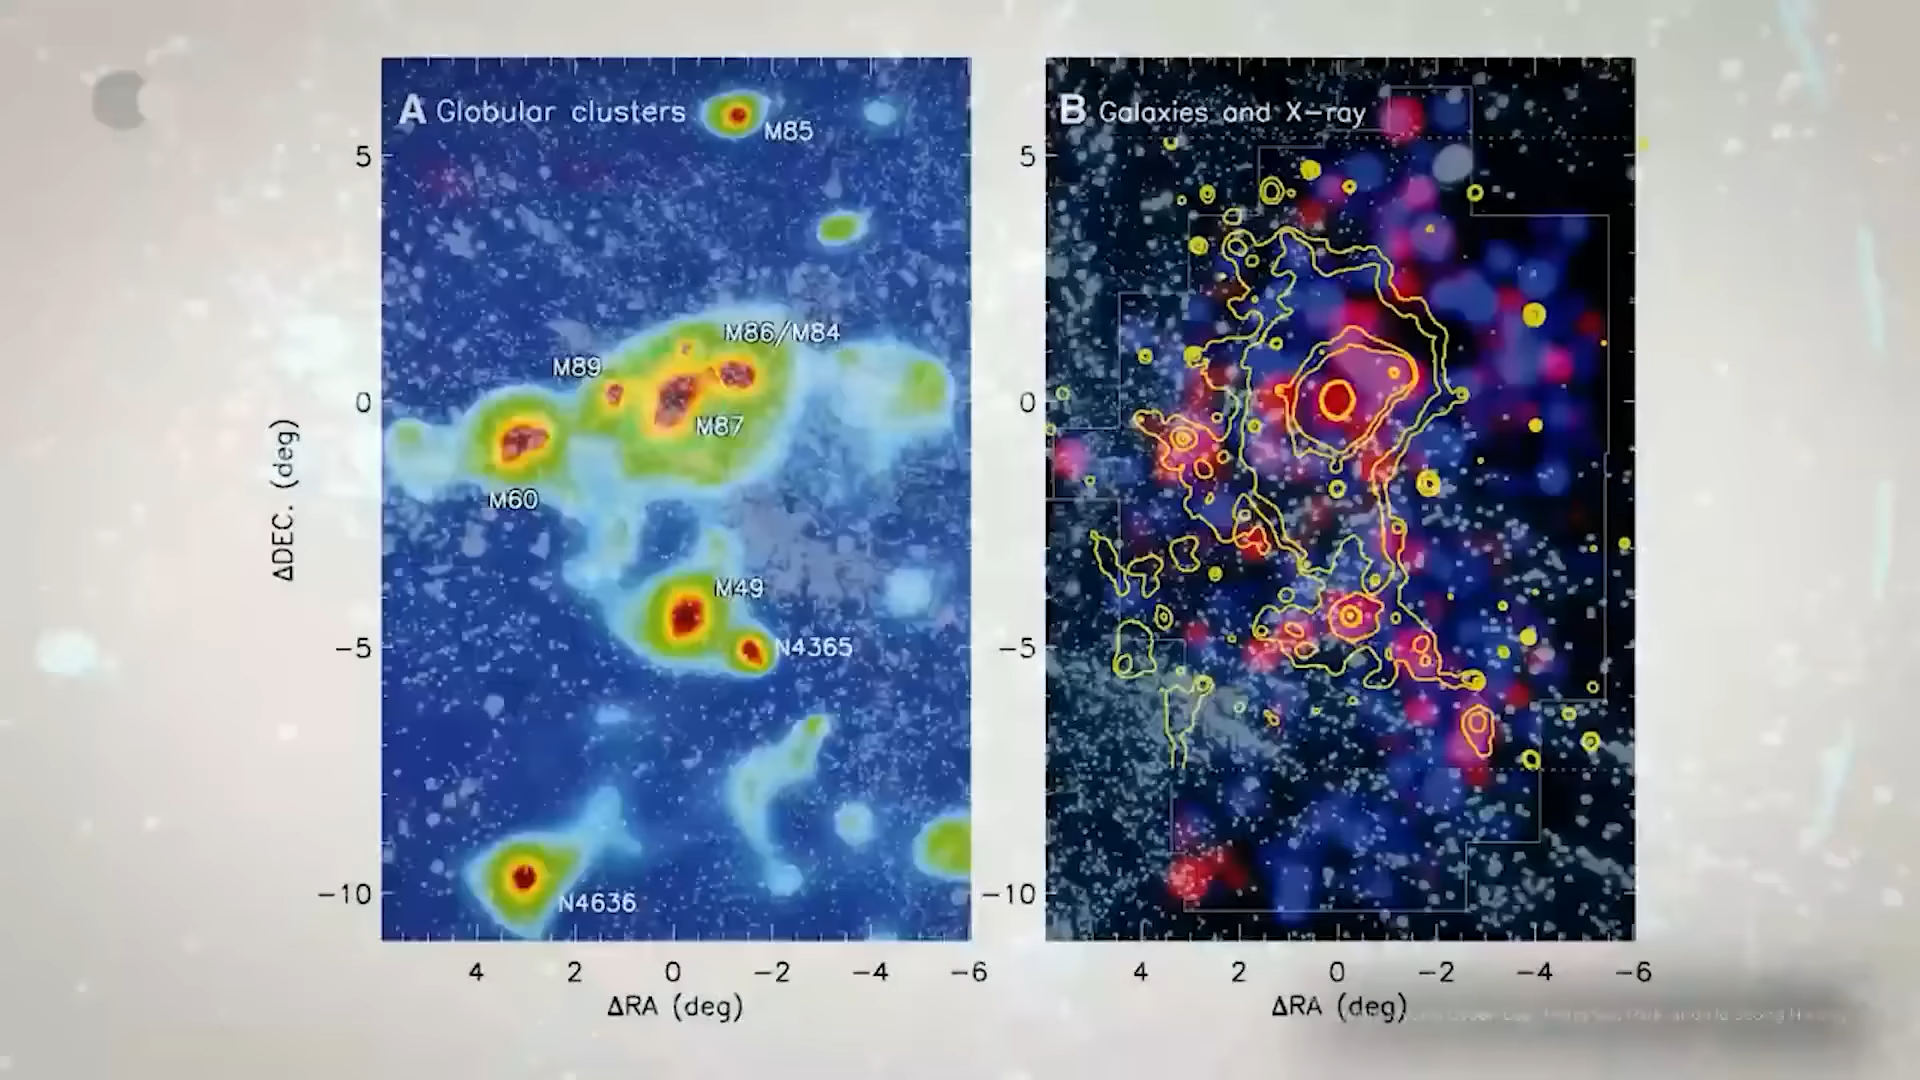 A Globular clusters
M85
M86/M84
M89
M87
M60
M49
N4365
N4636
5
0
−5
−10
ΔDEC. (deg)
4 2 0 −2 −4 −6
ΔRA (deg)
B Galaxies and X−ray
5
0
−5
−10
4 2 0 −2 −4 −6
ΔRA (deg)